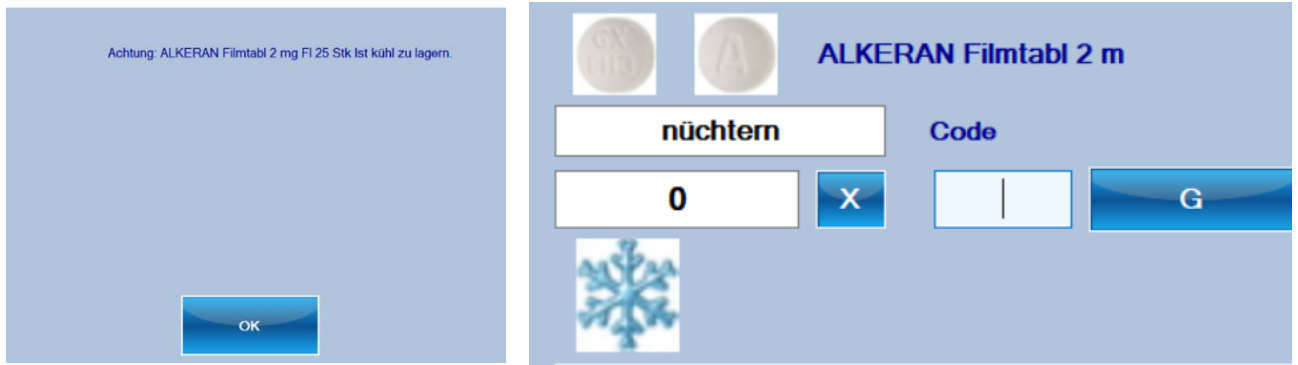 Achtung: ALKERAN Filmtabl 2 mg Fl 25 Stk Ist kühl zu lagern.
OK
GX
EH3
A
ALKERAN Filmtabl 2 m
nüchtern
Code
0
X
G